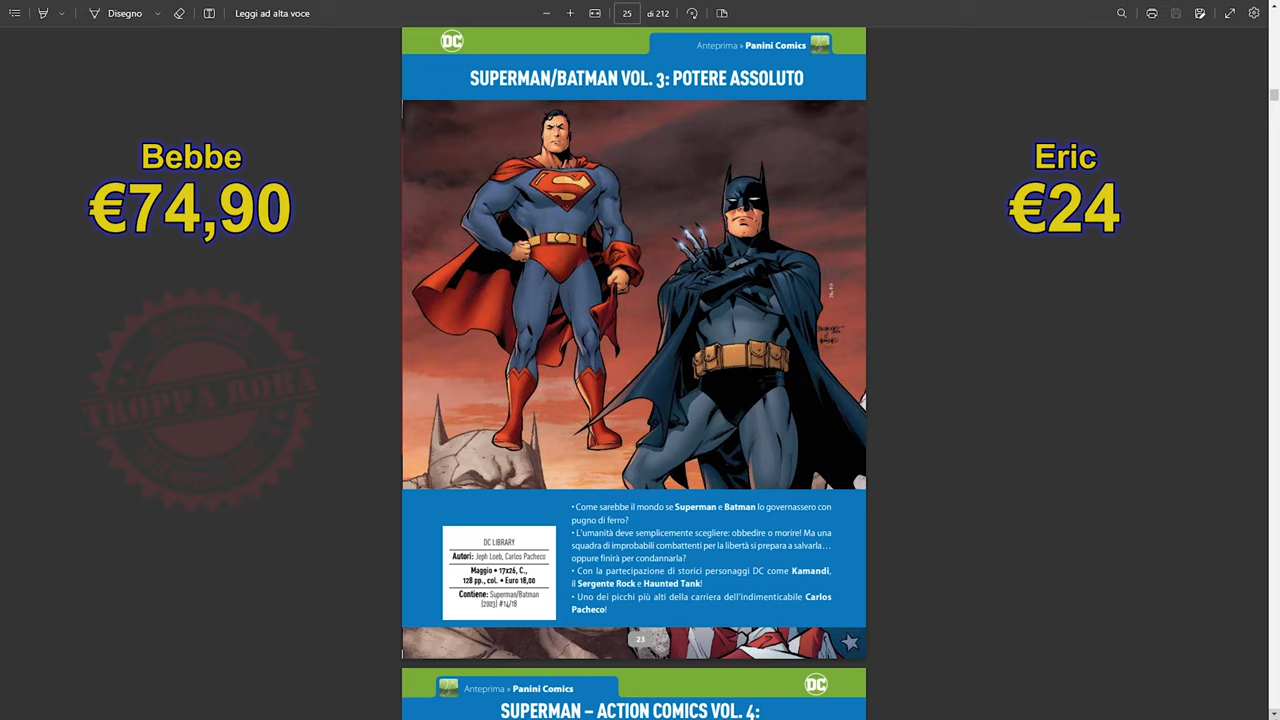 Disegno
Leggi ad alta voce
25
di 212
DC
Anteprima » Panini Comics
SUPERMAN/BATMAN VOL. 3: POTERE ASSOLUTO
Bebbe
€74,90
Eric
€24
TROPPA ROBA
• Come sarebbe il mondo se Superman e Batman lo governassero con
pugno di ferro?
• L'umanità deve semplicemente scegliere: obbedire o morire! Ma una
squadra di improbabili combattenti per la libertà si prepara a salvarla…
oppure finirà per condannarla?
• Con la partecipazione di storici personaggi DC come Kamandi,
il Sergente Rock e Haunted Tank!
• Uno dei picchi più alti della carriera dell'indimenticabile Carlos
Pacheco!
DC LIBRARY
Autori: Jeph Loeb, Carlos Pacheco
Maggio • 17x26, C.,
128 pp., col. • Euro 18,00
Contiene: Superman/Batman
(2003) #14/18
23
Anteprima » Panini Comics
DC
SUPERMAN – ACTION COMICS VOL. 4: